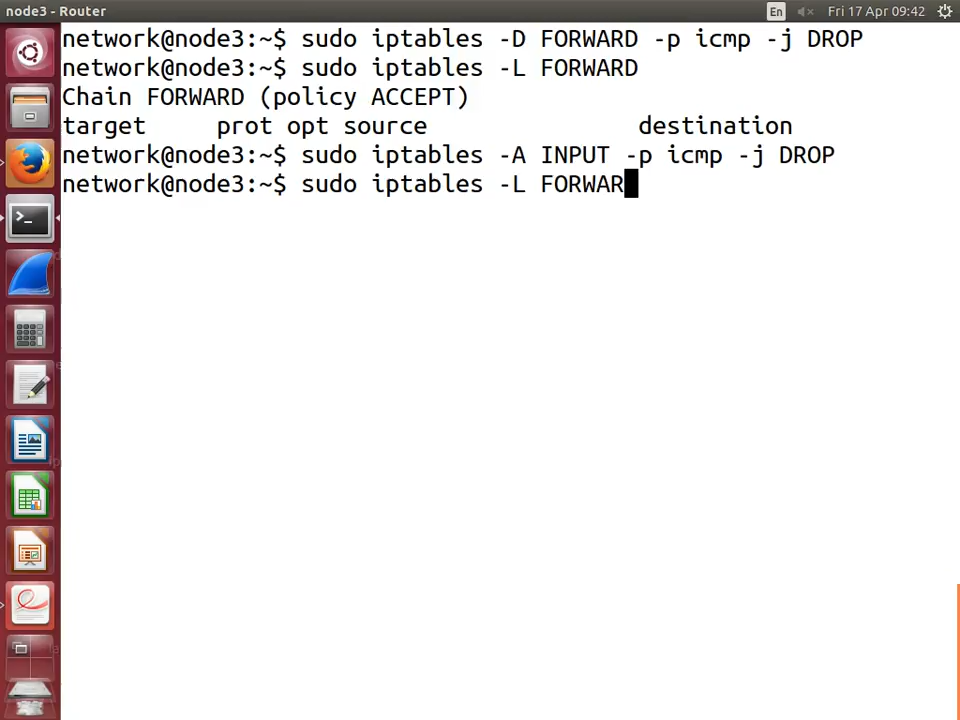 node3 - Router
En
Fri 17 Apr 09:42
network@node3:~$ sudo iptables -D FORWARD -p icmp -j DROP
network@node3:~$ sudo iptables -L FORWARD
Chain FORWARD (policy ACCEPT)
target     prot opt source               destination
network@node3:~$ sudo iptables -A INPUT -p icmp -j DROP
network@node3:~$ sudo iptables -L FORWAR